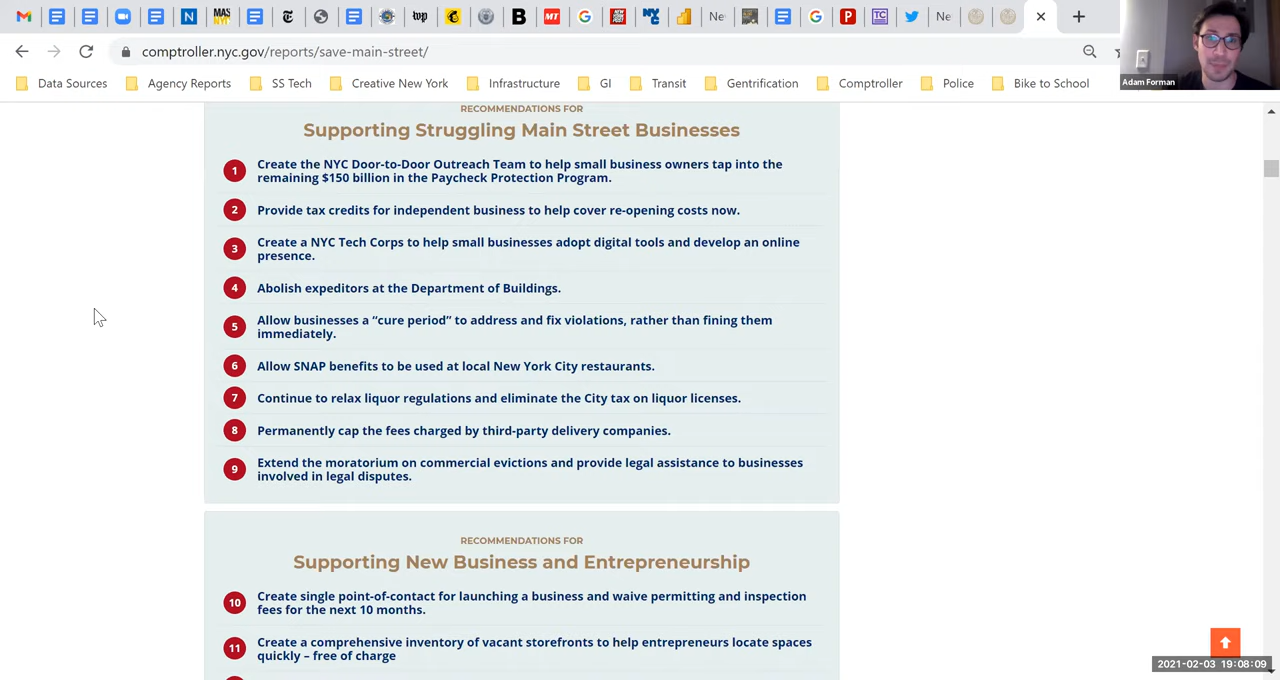 MAS
NYC
wp
N
T
B
MT
G
NEW
NYC
Ne
G
P
TC
Ne
comptroller.nyc.gov/reports/save-main-street/
Data Sources
Agency Reports
SS Tech
Creative New York
Infrastructure
GI
Transit
Gentrification
Comptroller
Police
Bike to School
Adam Forman
RECOMMENDATIONS FOR
Supporting Struggling Main Street Businesses
1
Create the NYC Door-to-Door Outreach Team to help small business owners tap into the
remaining $150 billion in the Paycheck Protection Program.
2
Provide tax credits for independent business to help cover re-opening costs now.
3
Create a NYC Tech Corps to help small businesses adopt digital tools and develop an online
presence.
4
Abolish expeditors at the Department of Buildings.
5
Allow businesses a “cure period” to address and fix violations, rather than fining them
immediately.
6
Allow SNAP benefits to be used at local New York City restaurants.
7
Continue to relax liquor regulations and eliminate the City tax on liquor licenses.
8
Permanently cap the fees charged by third-party delivery companies.
9
Extend the moratorium on commercial evictions and provide legal assistance to businesses
involved in legal disputes.
RECOMMENDATIONS FOR
Supporting New Business and Entrepreneurship
10
Create single point-of-contact for launching a business and waive permitting and inspection
fees for the next 10 months.
11
Create a comprehensive inventory of vacant storefronts to help entrepreneurs locate spaces
quickly – free of charge
2021-02-03 19:08:09